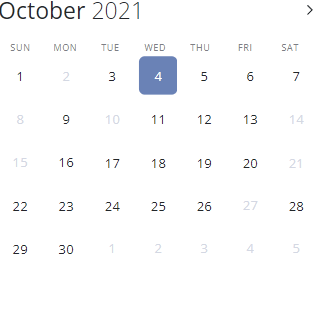 October 2021
SUN MON TUE WED THU FRI SAT
1 2 3 4 5 6 7
8 9 10 11 12 13 14
15 16 17 18 19 20 21
22 23 24 25 26 27 28
29 30 1 2 3 4 5